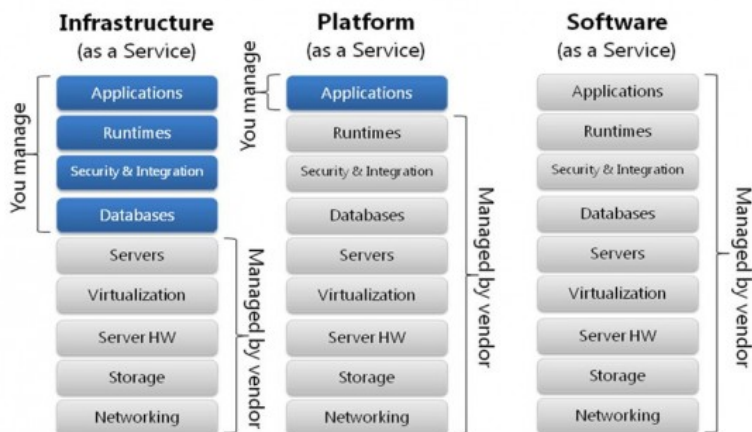 Infrastructure
(as a Service)
You manage
Applications
Runtimes
Security & Integration
Databases
Servers
Virtualization
Server HW
Storage
Networking
Managed by vendor
Platform
(as a Service)
You manage
Applications
Runtimes
Security & Integration
Databases
Servers
Virtualization
Server HW
Storage
Networking
Managed by vendor
Software
(as a Service)
Applications
Runtimes
Security & Integration
Databases
Servers
Virtualization
Server HW
Storage
Networking
Managed by vendor